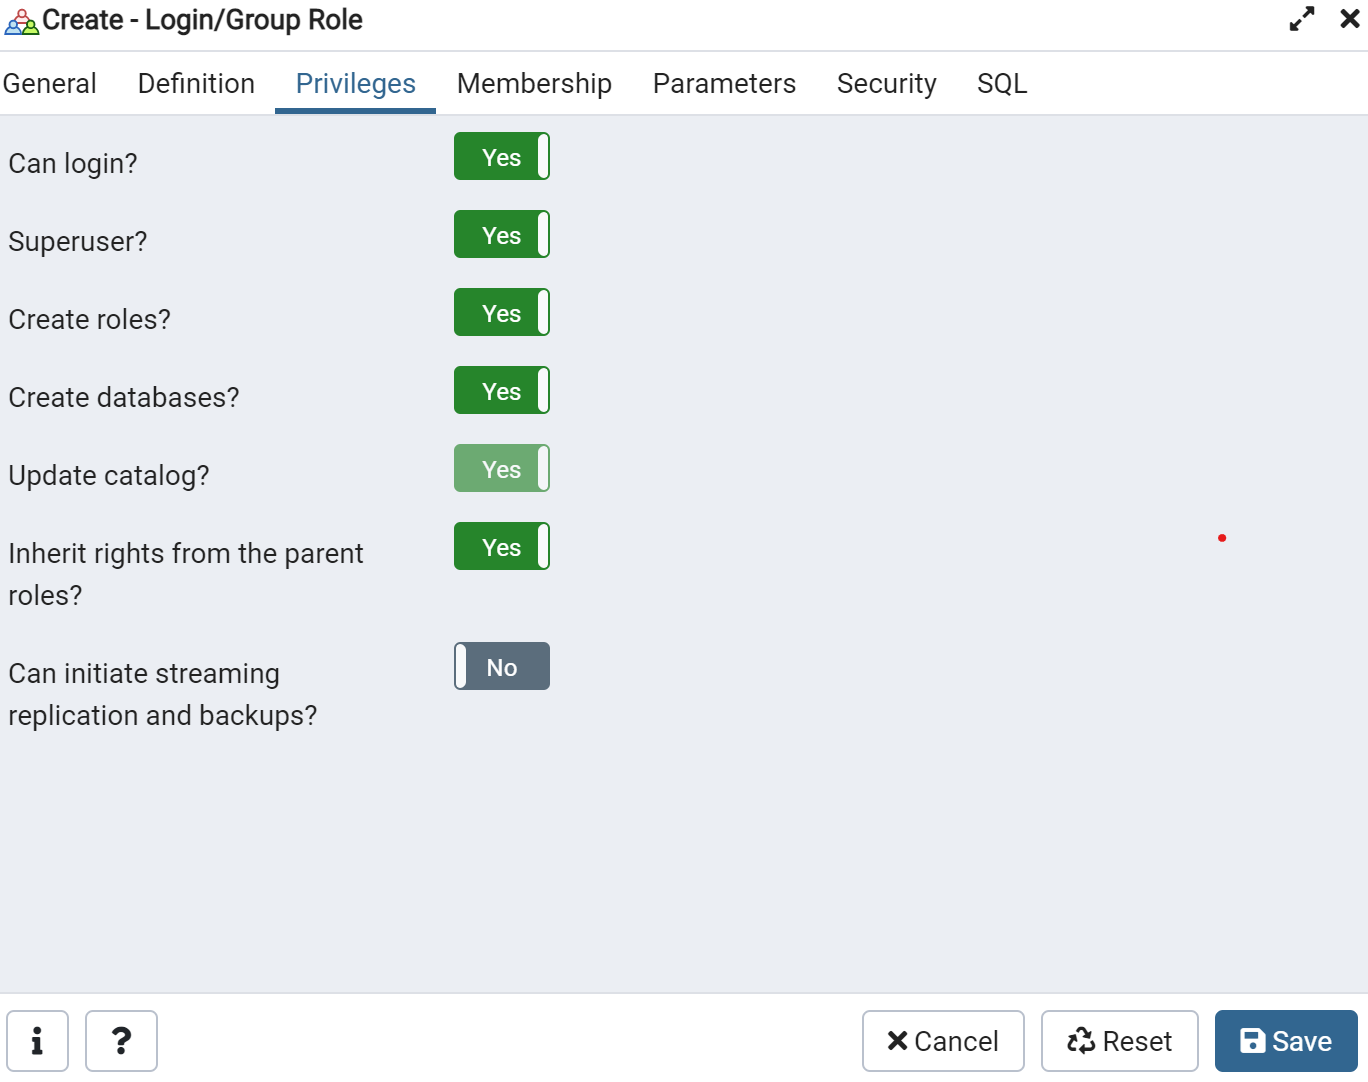 Create - Login/Group Role
General Definition Privileges Membership Parameters Security SQL
Can login? Yes
Superuser? Yes
Create roles? Yes
Create databases? Yes
Update catalog? Yes
Inherit rights from the parent Yes
roles?
Can initiate streaming No
replication and backups?
i ? Cancel Reset Save